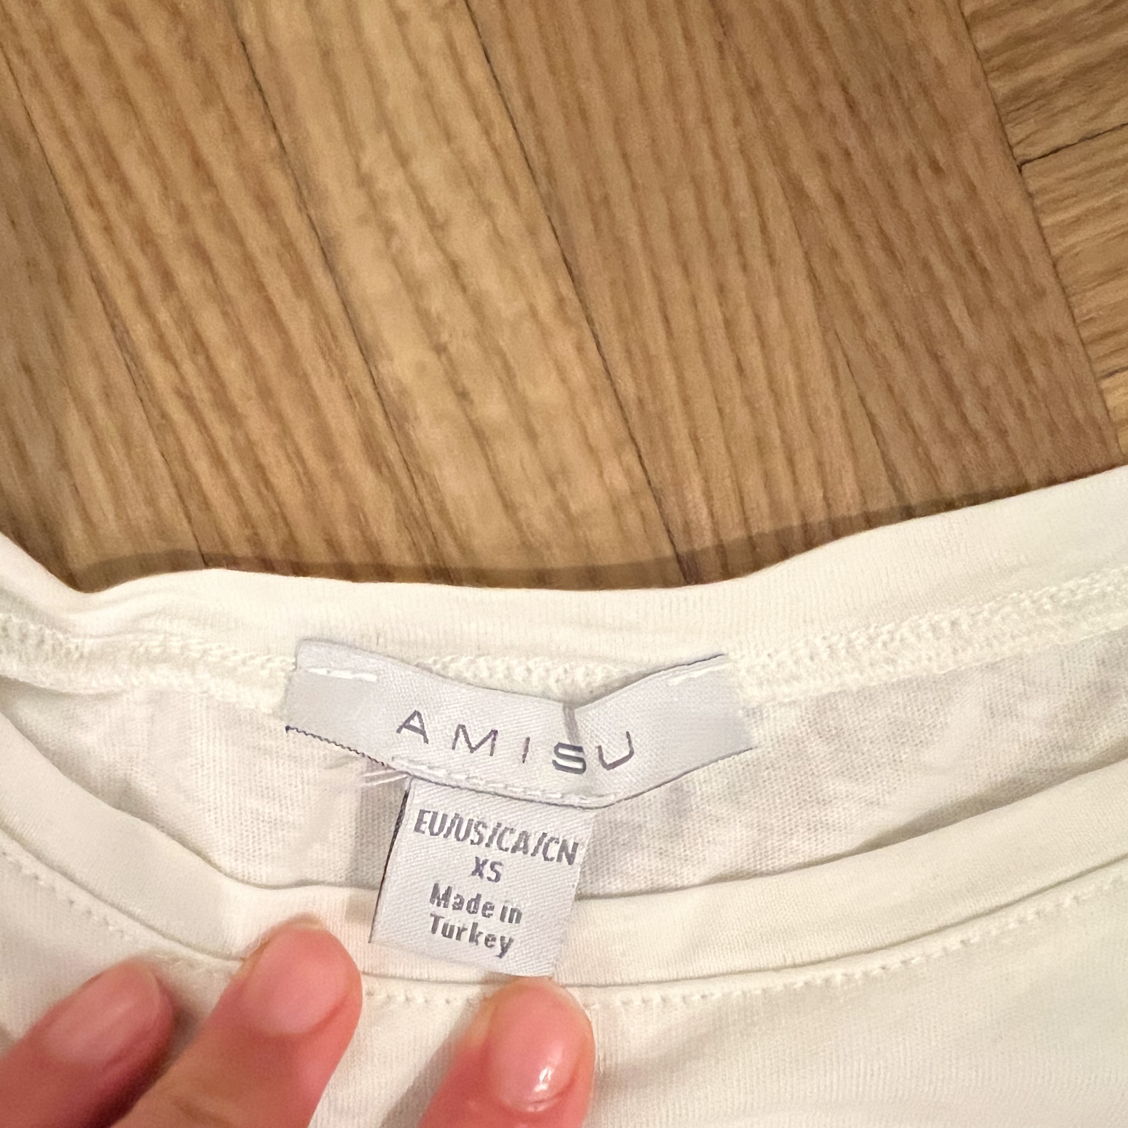 AMISU
EU/US/CA/CN
XS
Made in
Turkey